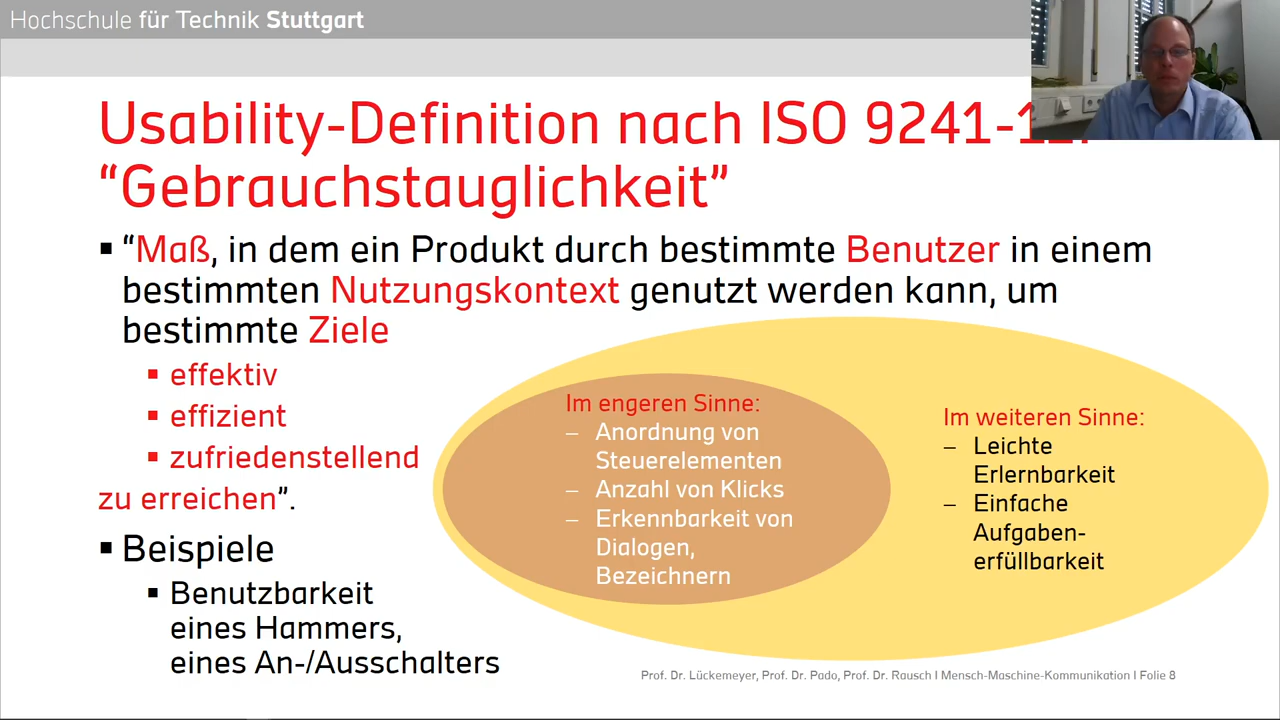 Hochschule für Technik Stuttgart
Usability-Definition nach ISO 9241-
“Gebrauchstauglichkeit”
▪ “Maß, in dem ein Produkt durch bestimmte Benutzer in einem
bestimmten Nutzungskontext genutzt werden kann, um
bestimmte Ziele
▪ effektiv
▪ effizient
▪ zufriedenstellend
zu erreichen”.
▪ Beispiele
▪ Benutzbarkeit
eines Hammers,
eines An-/Ausschalters
Im engeren Sinne:
– Anordnung von
Steuerelementen
– Anzahl von Klicks
– Erkennbarkeit von
Dialogen,
Bezeichnern
Im weiteren Sinne:
– Leichte
Erlernbarkeit
– Einfache
Aufgaben-
erfüllbarkeit
Prof. Dr. Lückemeyer, Prof. Dr. Pado, Prof. Dr. Rausch I Mensch-Maschine-Kommunikation I Folie 8